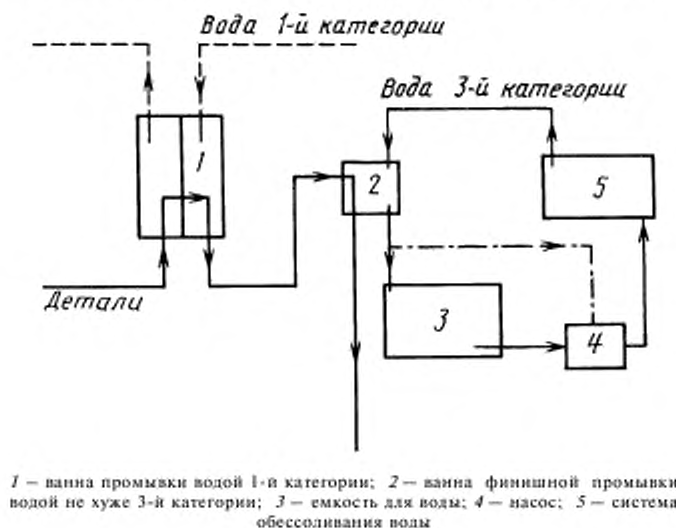 Вода 1-й категории
Вода 3-й категории
1
2
5
Детали
3
4
1 — ванна промывки водой 1-й категории; 2 — ванна финишной промывки
водой не хуже 3-й категории; 3 — емкость для воды; 4 — насос; 5 — система
обессоливания воды